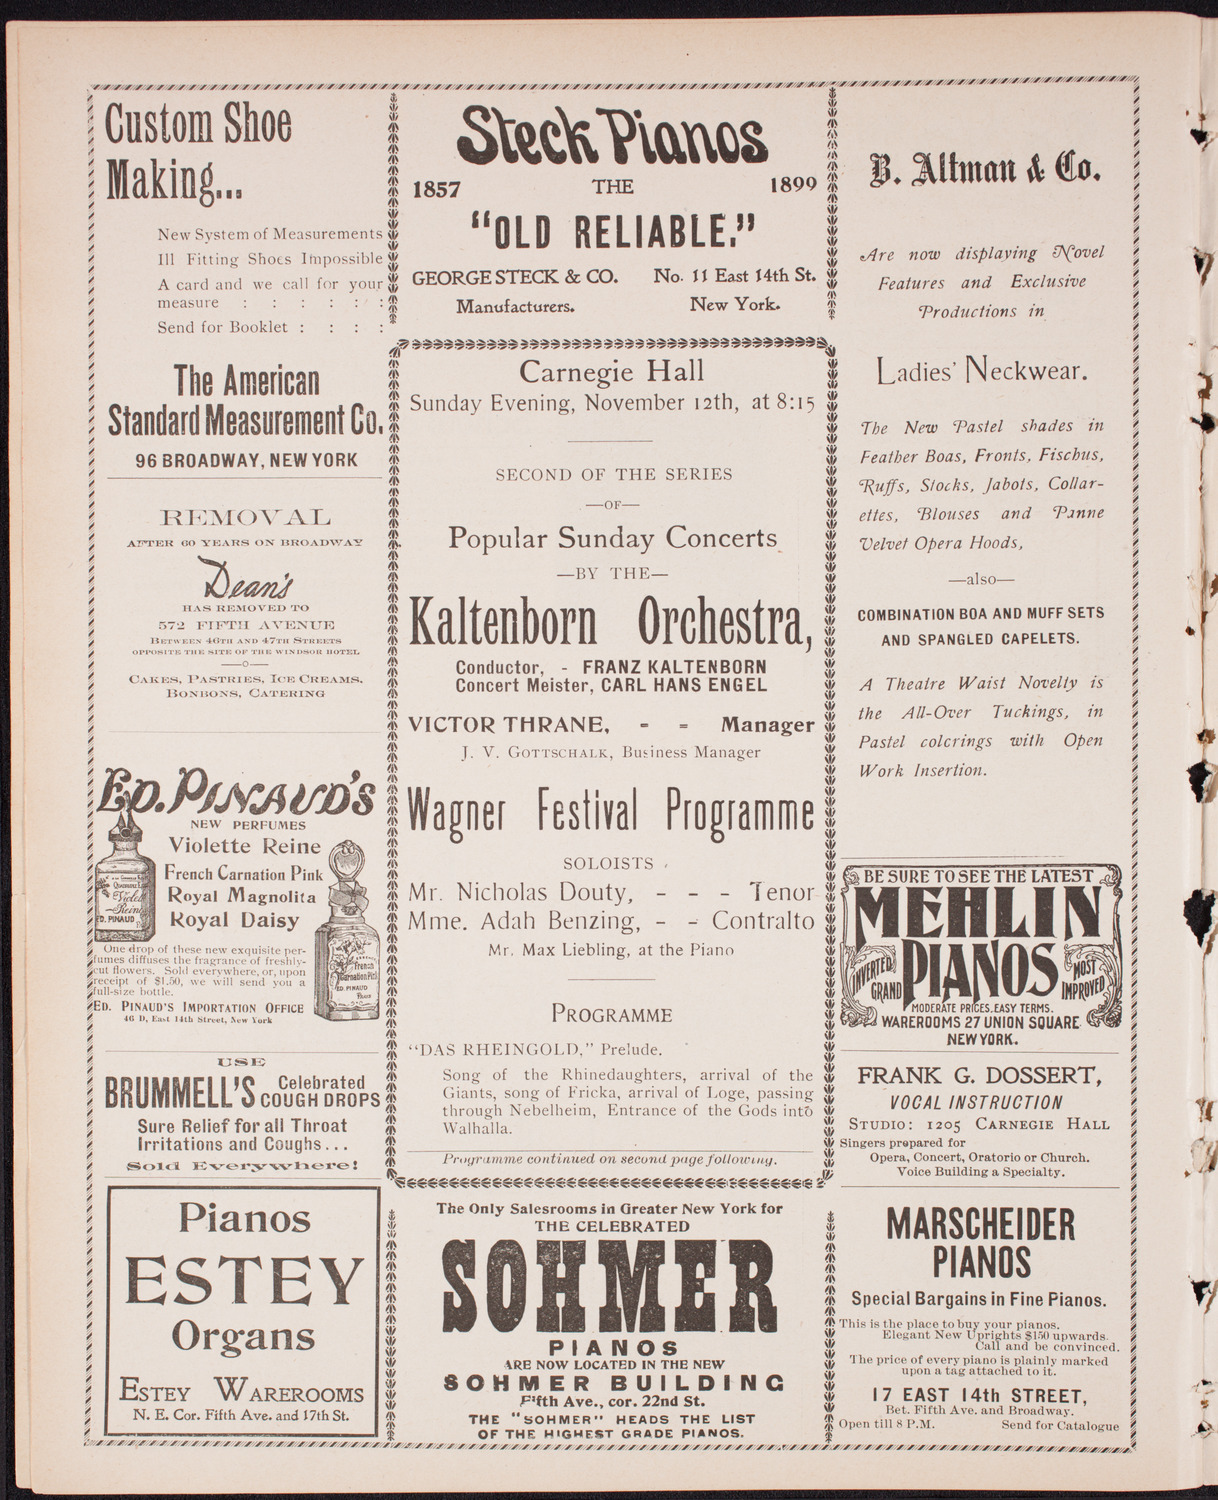 Custom Shoe
Making...
New System of Measurements
Ill Fitting Shoes Impossible
A card and we call for your
measure : : : : : :
Send for Booklet : : : :
The American
Standard Measurement Co.
96 BROADWAY, NEW YORK
REMOVAL
AFTER 60 YEARS ON BROADWAY
Dean's
HAS REMOVED TO
572 FIFTH AVENUE
BETWEEN 46TH AND 47TH STREETS
OPPOSITE THE SITE OF THE WINDSOR HOTEL
—o—
CAKES, PASTRIES, ICE CREAMS,
BONBONS, CATERING
ED. PINAUD'S
NEW PERFUMES
Violette Reine
French Carnation Pink
Royal Magnolita
Royal Daisy
One drop of these new exquisite per-
fumes diffuses the fragrance of freshly-
cut flowers. Sold everywhere, or, upon
receipt of $1.50, we will send you a
full-size bottle.
ED. PINAUD'S IMPORTATION OFFICE
46 D, East 14th Street, New York
USE
BRUMMELL'S Celebrated
COUGH DROPS
Sure Relief for all Throat
Irritations and Coughs...
Sold Everywhere!
Pianos
ESTEY
Organs
ESTEY WAREROOMS
N. E. Cor. Fifth Ave. and 17th St.
Steck Pianos
1857 THE 1899
"OLD RELIABLE."
GEORGE STECK & CO. No. 11 East 14th St.
Manufacturers. New York.
Carnegie Hall
Sunday Evening, November 12th, at 8:15
SECOND OF THE SERIES
—OF—
Popular Sunday Concerts
—BY THE—
Kaltenborn Orchestra,
Conductor, - FRANZ KALTENBORN
Concert Meister, CARL HANS ENGEL
VICTOR THRANE, - - Manager
J. V. GOTTSCHALK, Business Manager
Wagner Festival Programme
SOLOISTS
Mr. Nicholas Douty, - - - Tenor
Mme. Adah Benzing, - - Contralto
Mr. Max Liebling, at the Piano
PROGRAMME
"DAS RHEINGOLD," Prelude.
Song of the Rhinedaughters, arrival of the
Giants, song of Fricka, arrival of Loge, passing
through Nebelheim, Entrance of the Gods into
Walhalla.
Programme continued on second page following.
The Only Salesrooms in Greater New York for
THE CELEBRATED
SOHMER
PIANOS
ARE NOW LOCATED IN THE NEW
SOHMER BUILDING
Fifth Ave., cor. 22nd St.
THE "SOHMER" HEADS THE LIST
OF THE HIGHEST GRADE PIANOS.
B. Altman & Co.
Are now displaying Novel
Features and Exclusive
Productions in
Ladies' Neckwear.
The New Pastel shades in
Feather Boas, Fronts, Fischus,
Ruffs, Stocks, Jabots, Collar-
ettes, Blouses and Panne
Velvet Opera Hoods,
—also—
COMBINATION BOA AND MUFF SETS
AND SPANGLED CAPELETS.
A Theatre Waist Novelty is
the All-Over Tuckings, in
Pastel colcrings with Open
Work Insertion.
BE SURE TO SEE THE LATEST
MEHLIN
INVERTED GRAND PIANOS MOST IMPROVED
MODERATE PRICES. EASY TERMS.
WAREROOMS 27 UNION SQUARE
NEW YORK.
FRANK G. DOSSERT,
VOCAL INSTRUCTION
STUDIO: 1205 CARNEGIE HALL
Singers prepared for
Opera, Concert, Oratorio or Church.
Voice Building a Specialty.
MARSCHEIDER
PIANOS
Special Bargains in Fine Pianos.
This is the place to buy your pianos.
Elegant New Uprights $150 upwards.
Call and be convinced.
The price of every piano is plainly marked
upon a tag attached to it.
17 EAST 14th STREET,
Bet. Fifth Ave. and Broadway.
Open till 8 P.M. Send for Catalogue